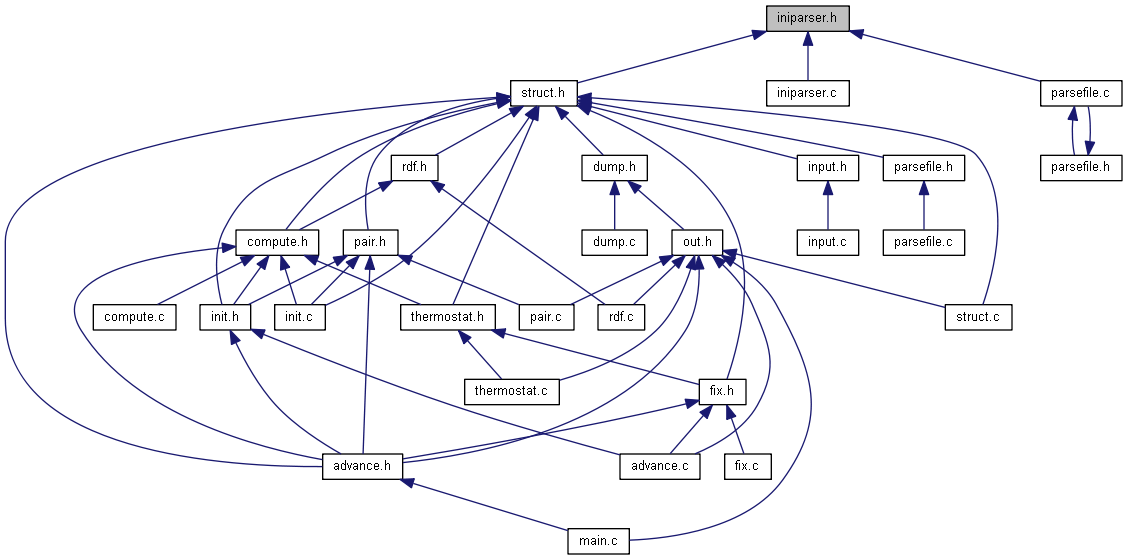 iniparser.h
struct.h
iniparser.c
parsefile.c
rdf.h
dump.h
input.h
parsefile.h
parsefile.h
compute.h
pair.h
dump.c
out.h
input.c
parsefile.c
compute.c
init.h
init.c
thermostat.h
pair.c
rdf.c
struct.c
thermostat.c
fix.h
advance.h
advance.c
fix.c
main.c